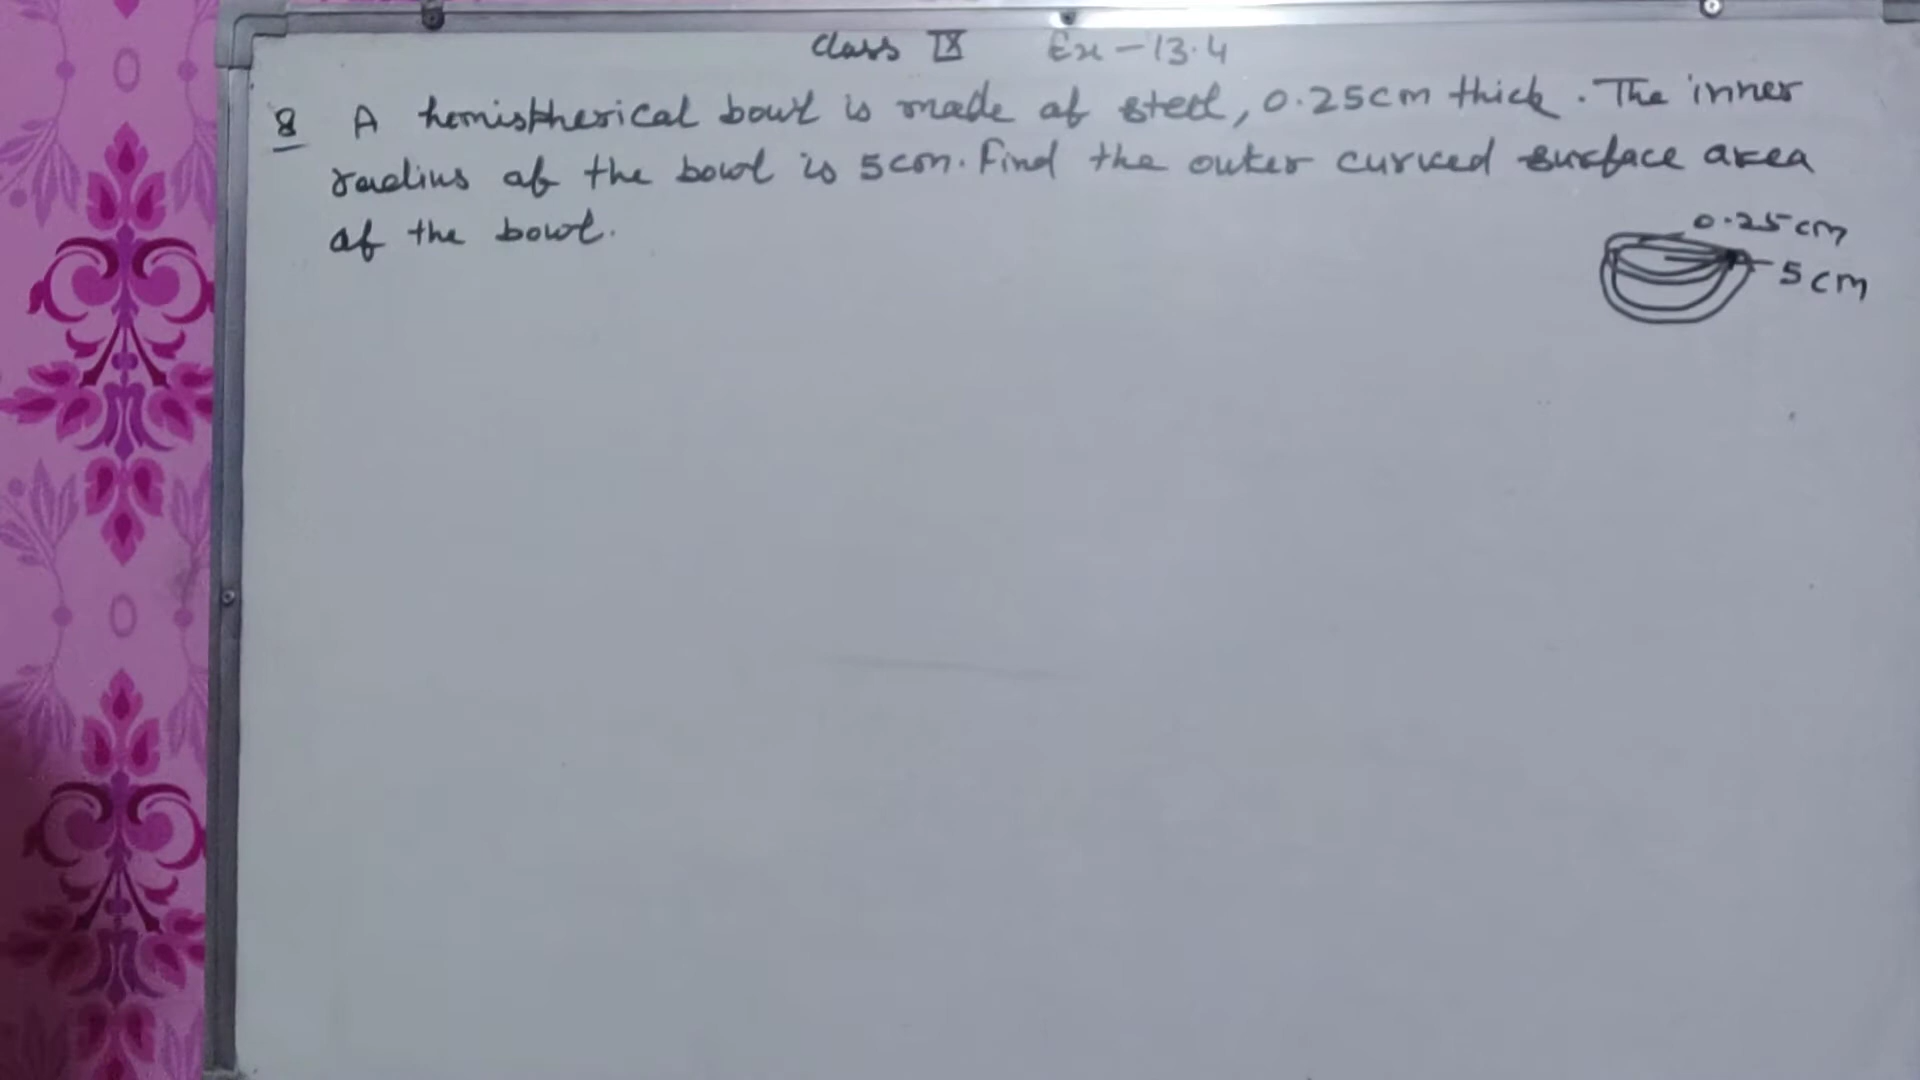 Class IX Ex-13.4
8 A hemispherical bowl is made of steel, 0.25cm thick. The inner
radius of the bowl is 5cm. Find the outer curved surface area
of the bowl.
0.25cm
5cm